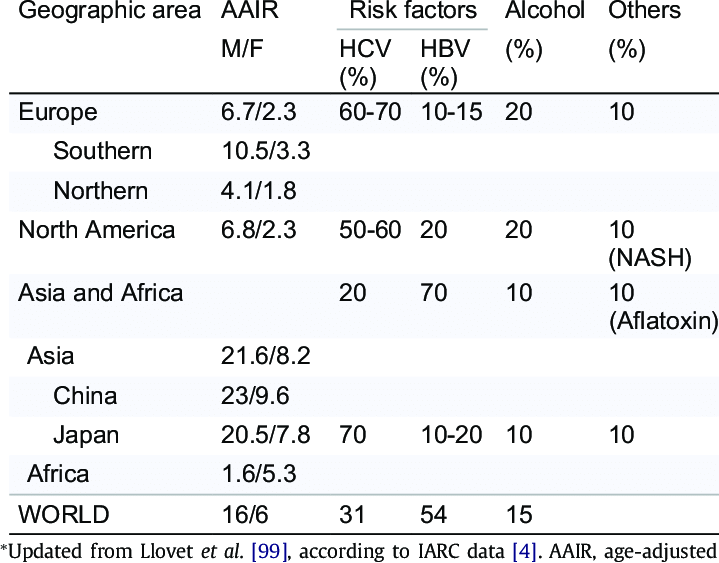 Geographic area AAIR Risk factors Alcohol Others
M/F HCV HBV (%) (%)
(%) (%)
Europe 6.7/2.3 60-70 10-15 20 10
Southern 10.5/3.3
Northern 4.1/1.8
North America 6.8/2.3 50-60 20 20 10
(NASH)
Asia and Africa 20 70 10 10
(Aflatoxin)
Asia 21.6/8.2
China 23/9.6
Japan 20.5/7.8 70 10-20 10 10
Africa 1.6/5.3
WORLD 16/6 31 54 15
*Updated from Llovet et al. [99], according to IARC data [4]. AAIR, age-adjusted